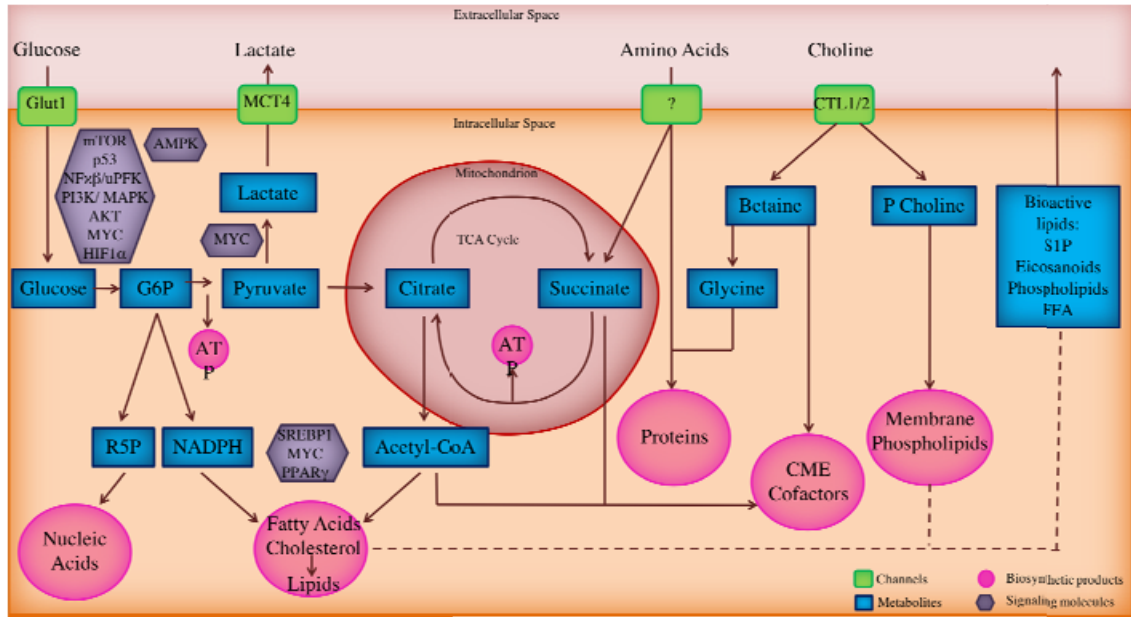 Extracellular Space
Glucose
Lactate
Amino Acids
Choline
Glut1
MCT4
?
CTL1/2
Intracellular Space
mTOR
p53
NFκβ/uPFK
PI3K/ MAPK
AKT
MYC
HIF1α
AMPK
Mitochondrion
Lactate
Betaine
P Choline
Bioactive
lipids:
S1P
Eicosanoids
Phospholipids
FFA
MYC
TCA Cycle
Glucose
G6P
Pyruvate
Citrate
Succinate
Glycine
AT
P
AT
P
R5P
NADPH
SREBP1
MYC
PPARγ
Acetyl-CoA
Proteins
Membrane
Phospholipids
CME
Cofactors
Nucleic
Acids
Fatty Acids
Cholesterol
Lipids
Channels
Biosynthetic products
Metabolites
Signaling molecules